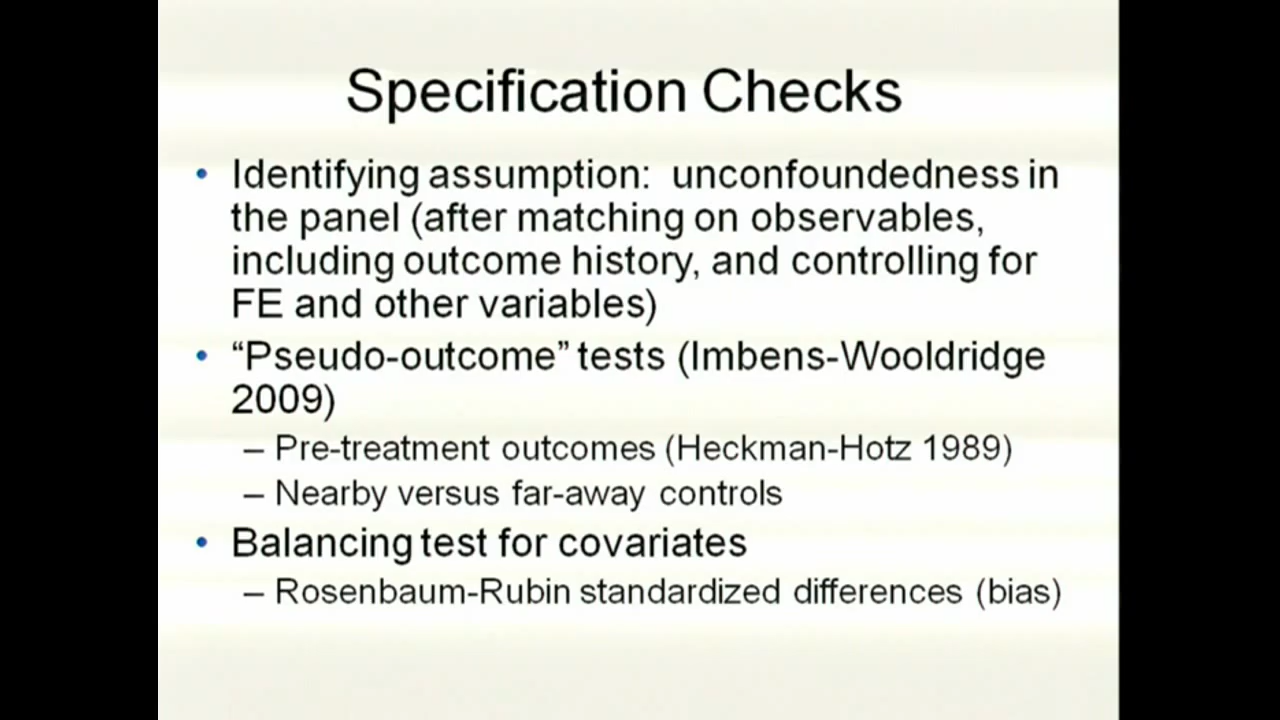 Specification Checks
• Identifying assumption:  unconfoundedness in
the panel (after matching on observables,
including outcome history, and controlling for
FE and other variables)
• “Pseudo-outcome” tests (Imbens-Wooldridge
2009)
– Pre-treatment outcomes (Heckman-Hotz 1989)
– Nearby versus far-away controls
• Balancing test for covariates
– Rosenbaum-Rubin standardized differences (bias)